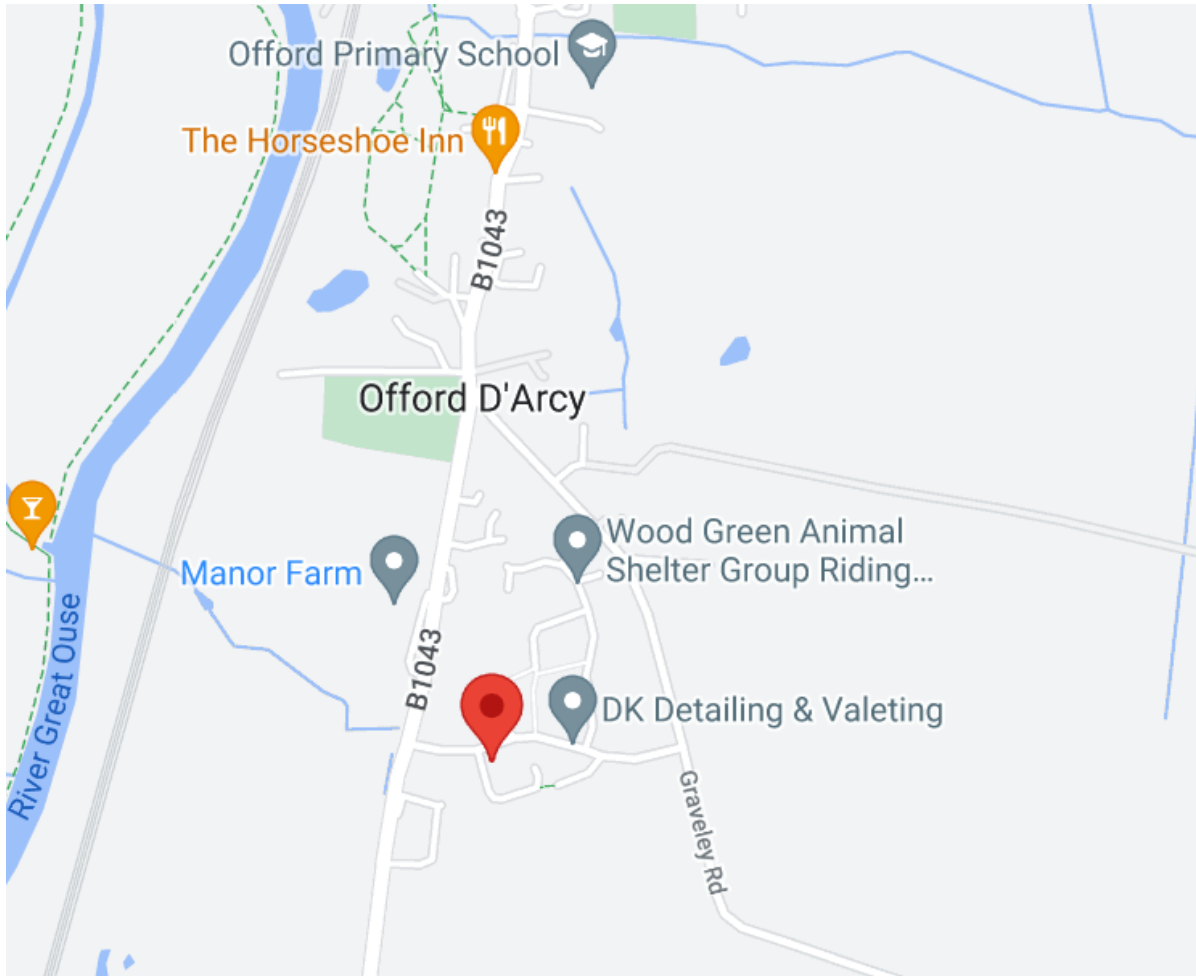 Offord Primary School
The Horseshoe Inn
B1043
Offord D'Arcy
Wood Green Animal
Shelter Group Riding...
Manor Farm
River Great Ouse
B1043
DK Detailing & Valeting
Graveley Rd